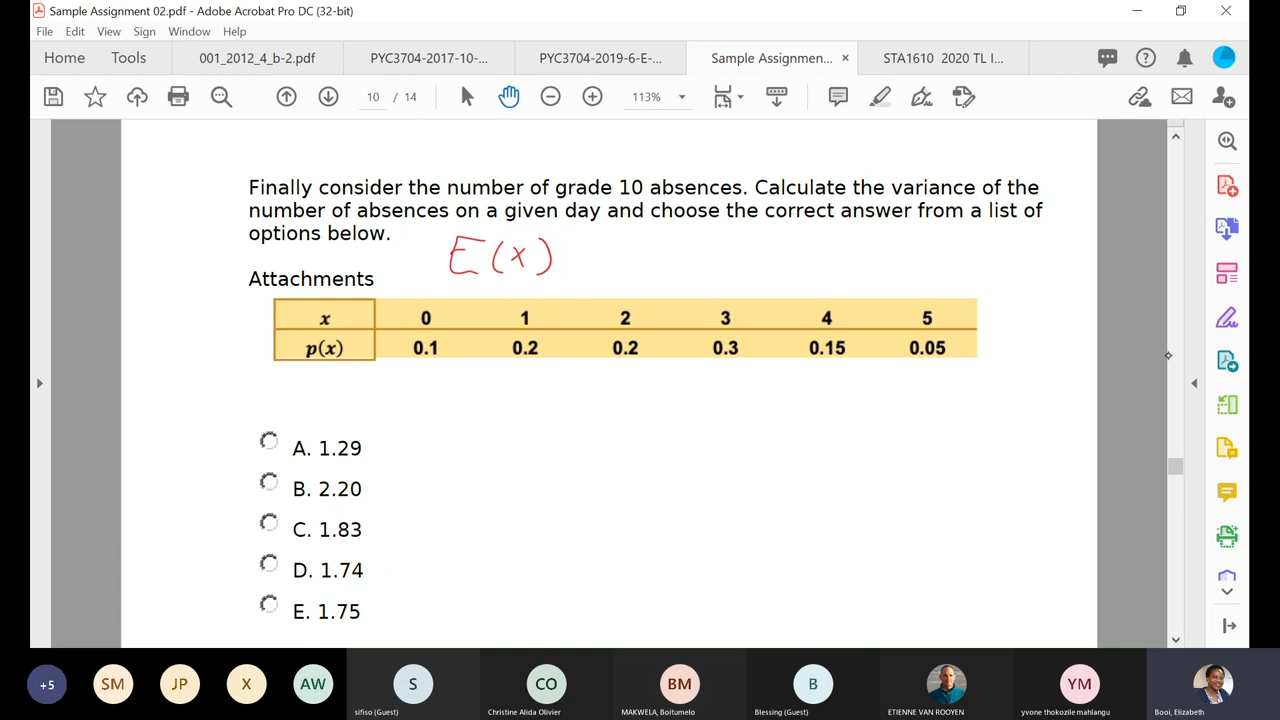 Sample Assignment 02.pdf - Adobe Acrobat Pro DC (32-bit)
File Edit View Sign Window Help
Home Tools 001_2012_4_b-2.pdf PYC3704-2017-10-... PYC3704-2019-6-E-... Sample Assignmen... × STA1610 2020 TL I...
10 / 14 113%
Finally consider the number of grade 10 absences. Calculate the variance of the
number of absences on a given day and choose the correct answer from a list of
options below.
E(x)
Attachments
x 0 1 2 3 4 5
p(x) 0.1 0.2 0.2 0.3 0.15 0.05
A. 1.29
B. 2.20
C. 1.83
D. 1.74
E. 1.75
+5 SM JP X AW S CO BM B YM
sifiso (Guest) Christine Alida Olivier MAKWELA, Boitumelo Blessing (Guest) ETIENNE VAN ROOYEN yvone thokozile mahlangu Booi, Elizabeth